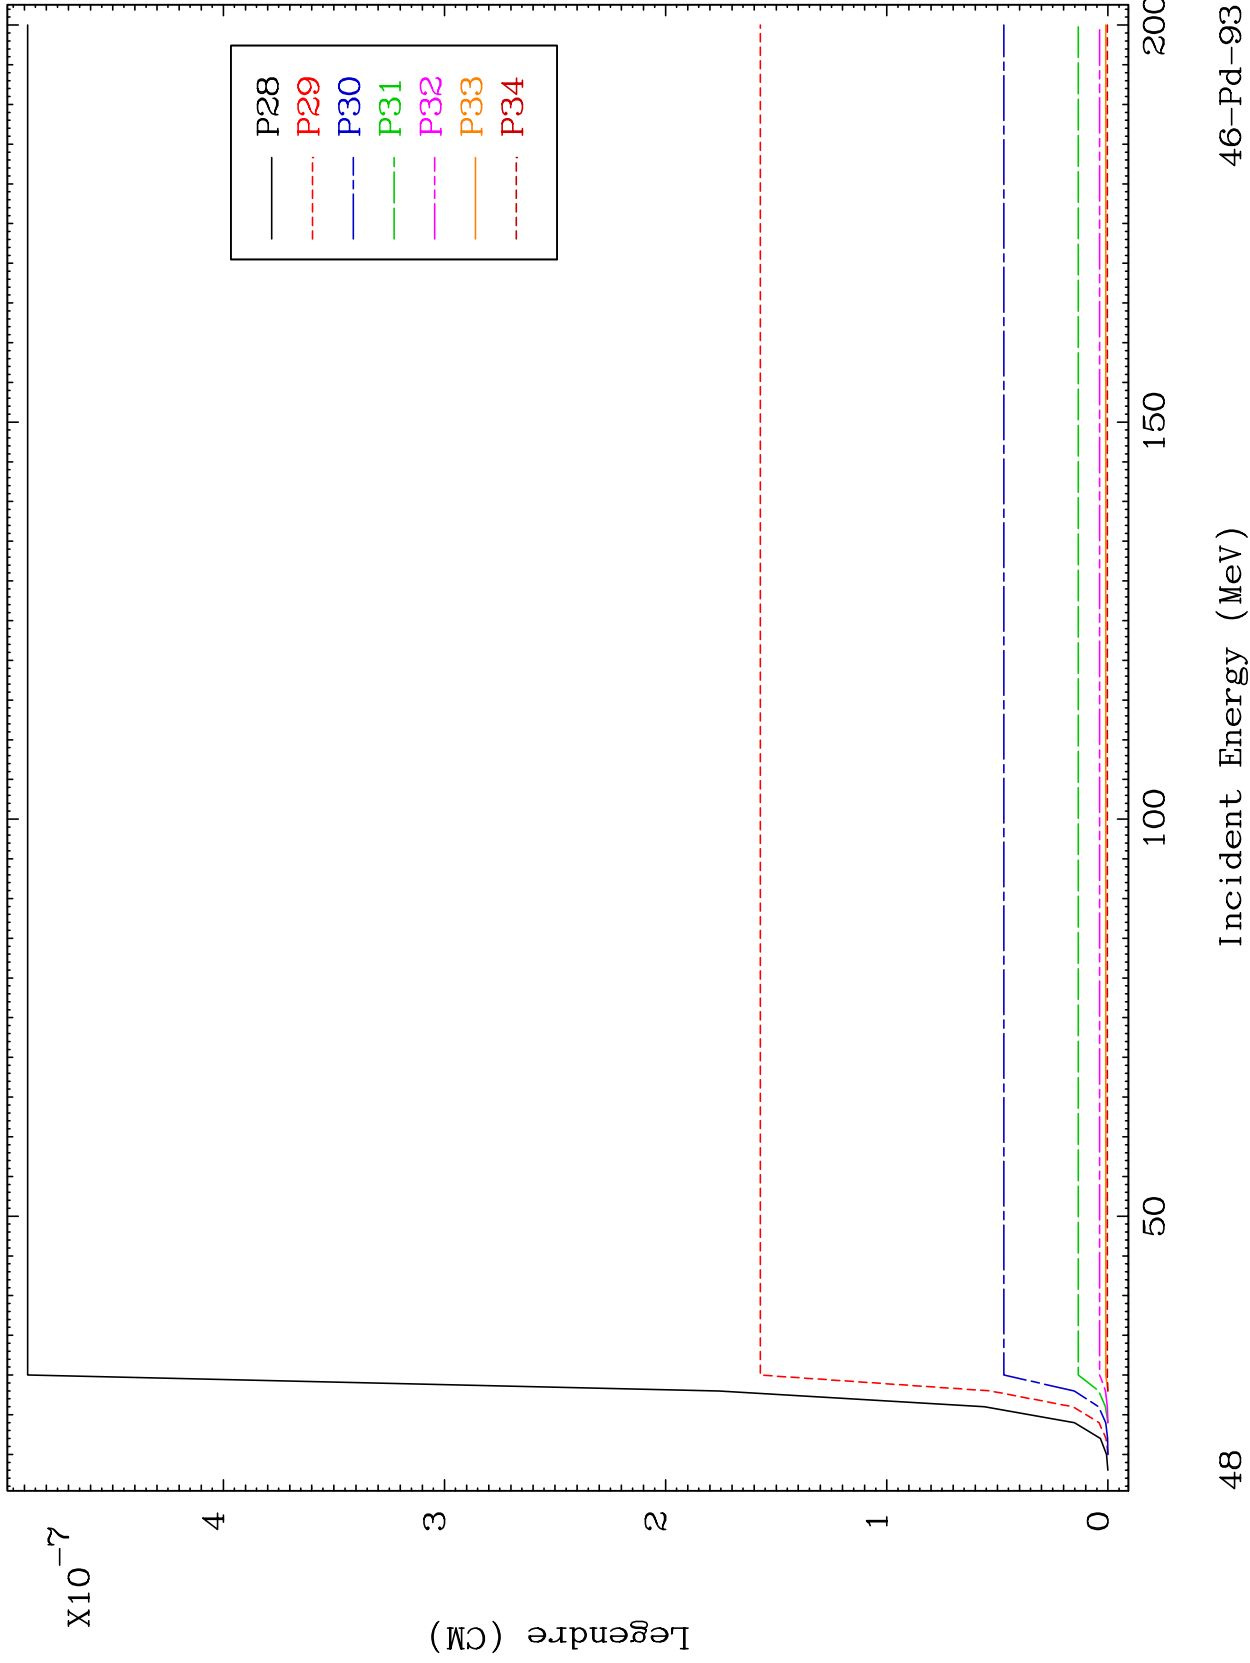 X10
-7
4
3
2
1
0
Legendre (CM)
P28
P29
P30
P31
P32
P33
P34
50
100
150
200
Incident Energy (MeV)
48
46-Pd-93